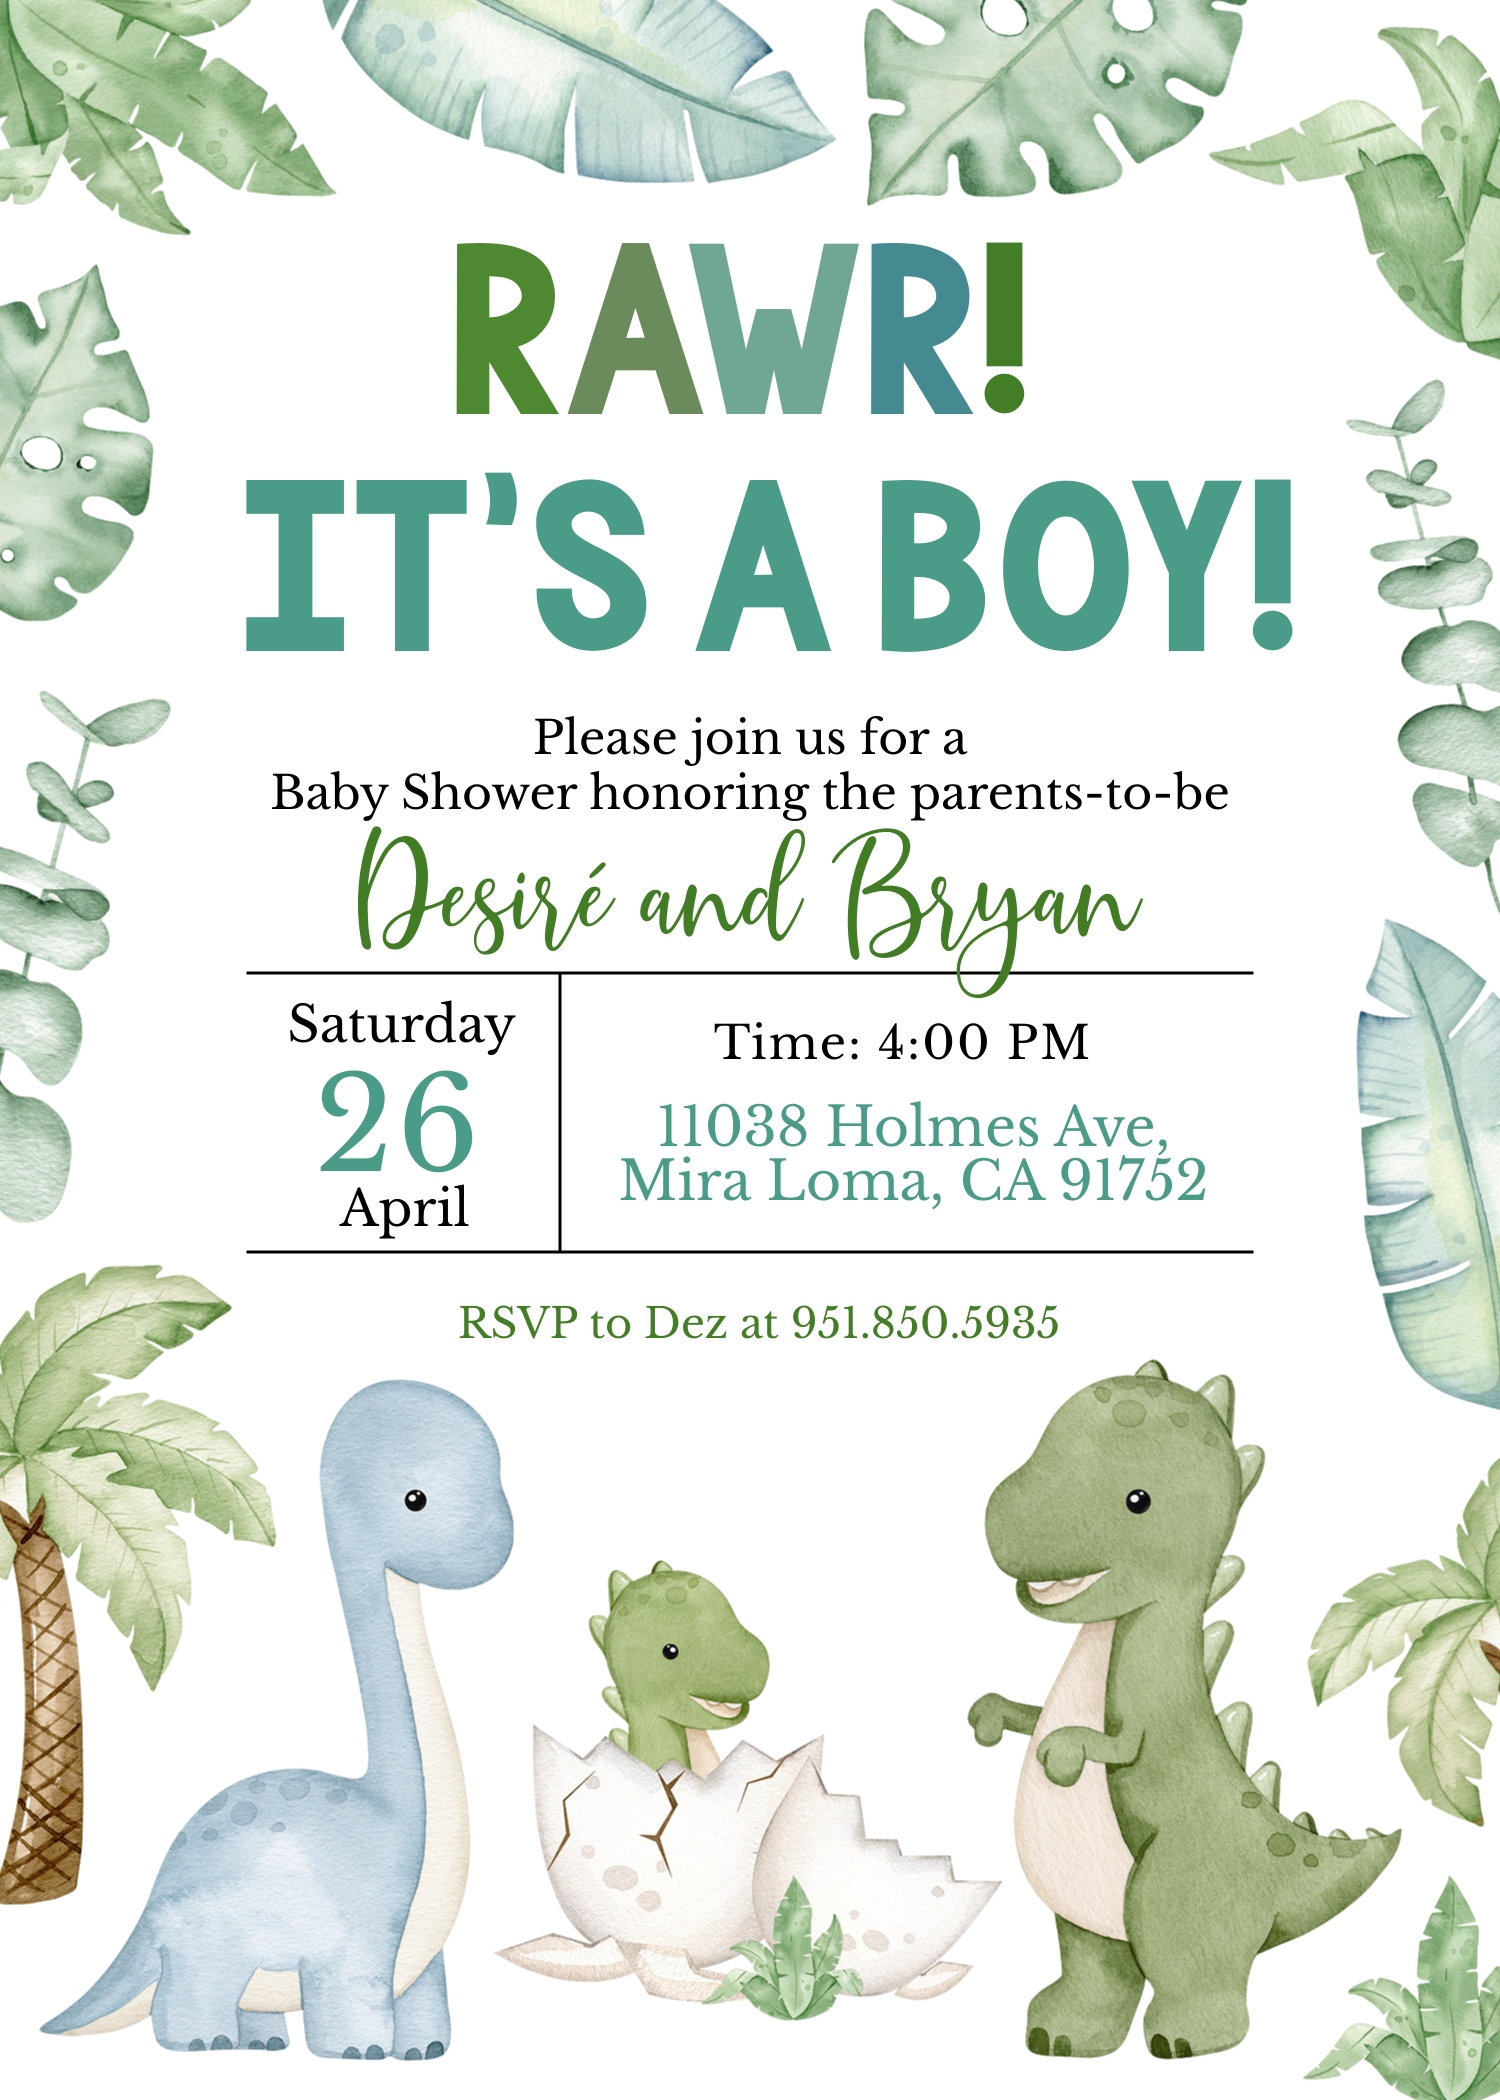 RAWR!
IT'S A BOY!
Please join us for a
Baby Shower honoring the parents-to-be
Desiré and Bryan
Saturday
26
April
Time: 4:00 PM
11038 Holmes Ave,
Mira Loma, CA 91752
RSVP to Dez at 951.850.5935